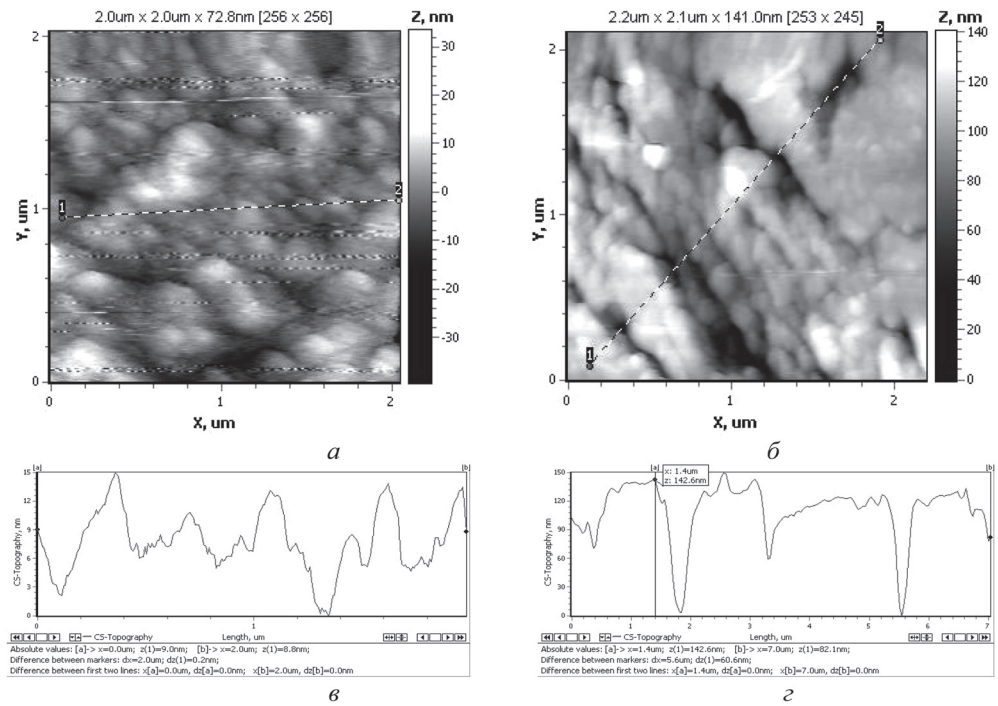 2.0um x 2.0um x 72.8nm [256 x 256]
Z, nm
2
1
0
Y, um
1
2
0
1
2
X, um
30
20
10
0
-10
-20
-30
а
2.2um x 2.1um x 141.0nm [253 x 245]
Z, nm
2
1
0
Y, um
1
2
0
1
2
X, um
140
120
100
80
60
40
20
0
б
[a]
[b]
15
12
9
6
3
0
CS-Topography, nm
0
1
CS-Topography
Length, um
Absolute values: [a]-> x=0.0um; z(1)=9.0nm; [b]-> x=2.0um; z(1)=8.8nm;
Difference between markers: dx=2.0um; dz(1)=0.2nm;
Difference between first two lines: x[a]=0.0um, dz[a]=0.0nm; x[b]=2.0um, dz[b]=0.0nm;
в
[a]
[b]
x: 1.4um
z: 142.6nm
150
120
90
60
30
0
CS-Topography, nm
0
1
2
3
4
5
6
7
CS-Topography
Length, um
Absolute values: [a]-> x=1.4um; z(1)=142.6nm; [b]-> x=7.0um; z(1)=82.1nm;
Difference between markers: dx=5.6um; dz(1)=60.6nm;
Difference between first two lines: x[a]=1.4um, dz[a]=0.0nm; x[b]=7.0um, dz[b]=0.0nm;
г